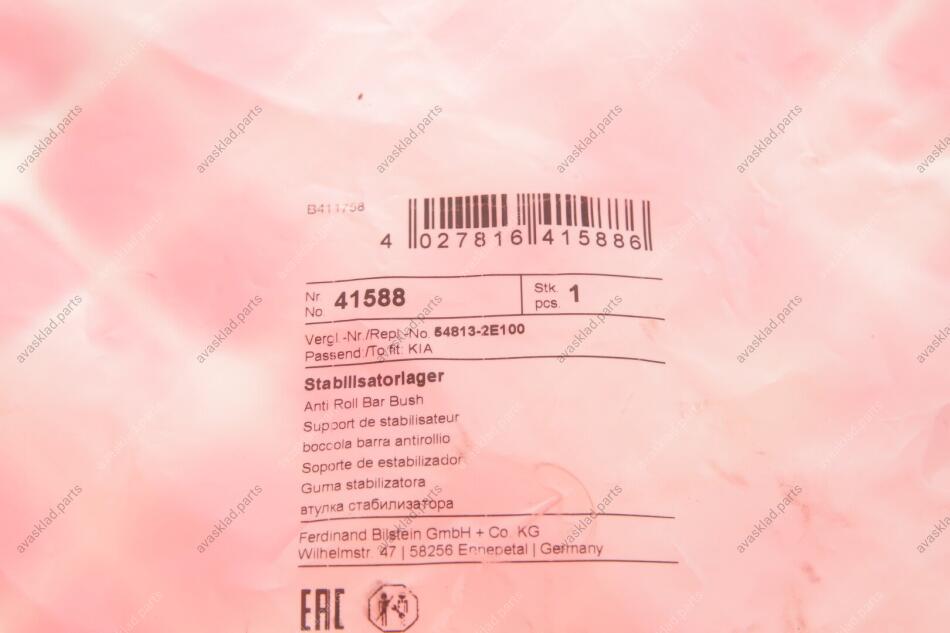 B411758
4 027816 415886
Nr. No. 41588
Stk. pcs. 1
Vergl.-Nr./Repl.-No. 54813-2E100
Passend./To fit: KIA
Stabilisatorlager
Anti Roll Bar Bush
Support de stabilisateur
boccola barra antirollio
Soporte de estabilizador
Guma stabilizatora
втулка стабилизатора
Ferdinand Bilstein GmbH + Co. KG
Wilhelmstr. 47 | 58256 Ennepetal | Germany
EAC
avasklad.parts